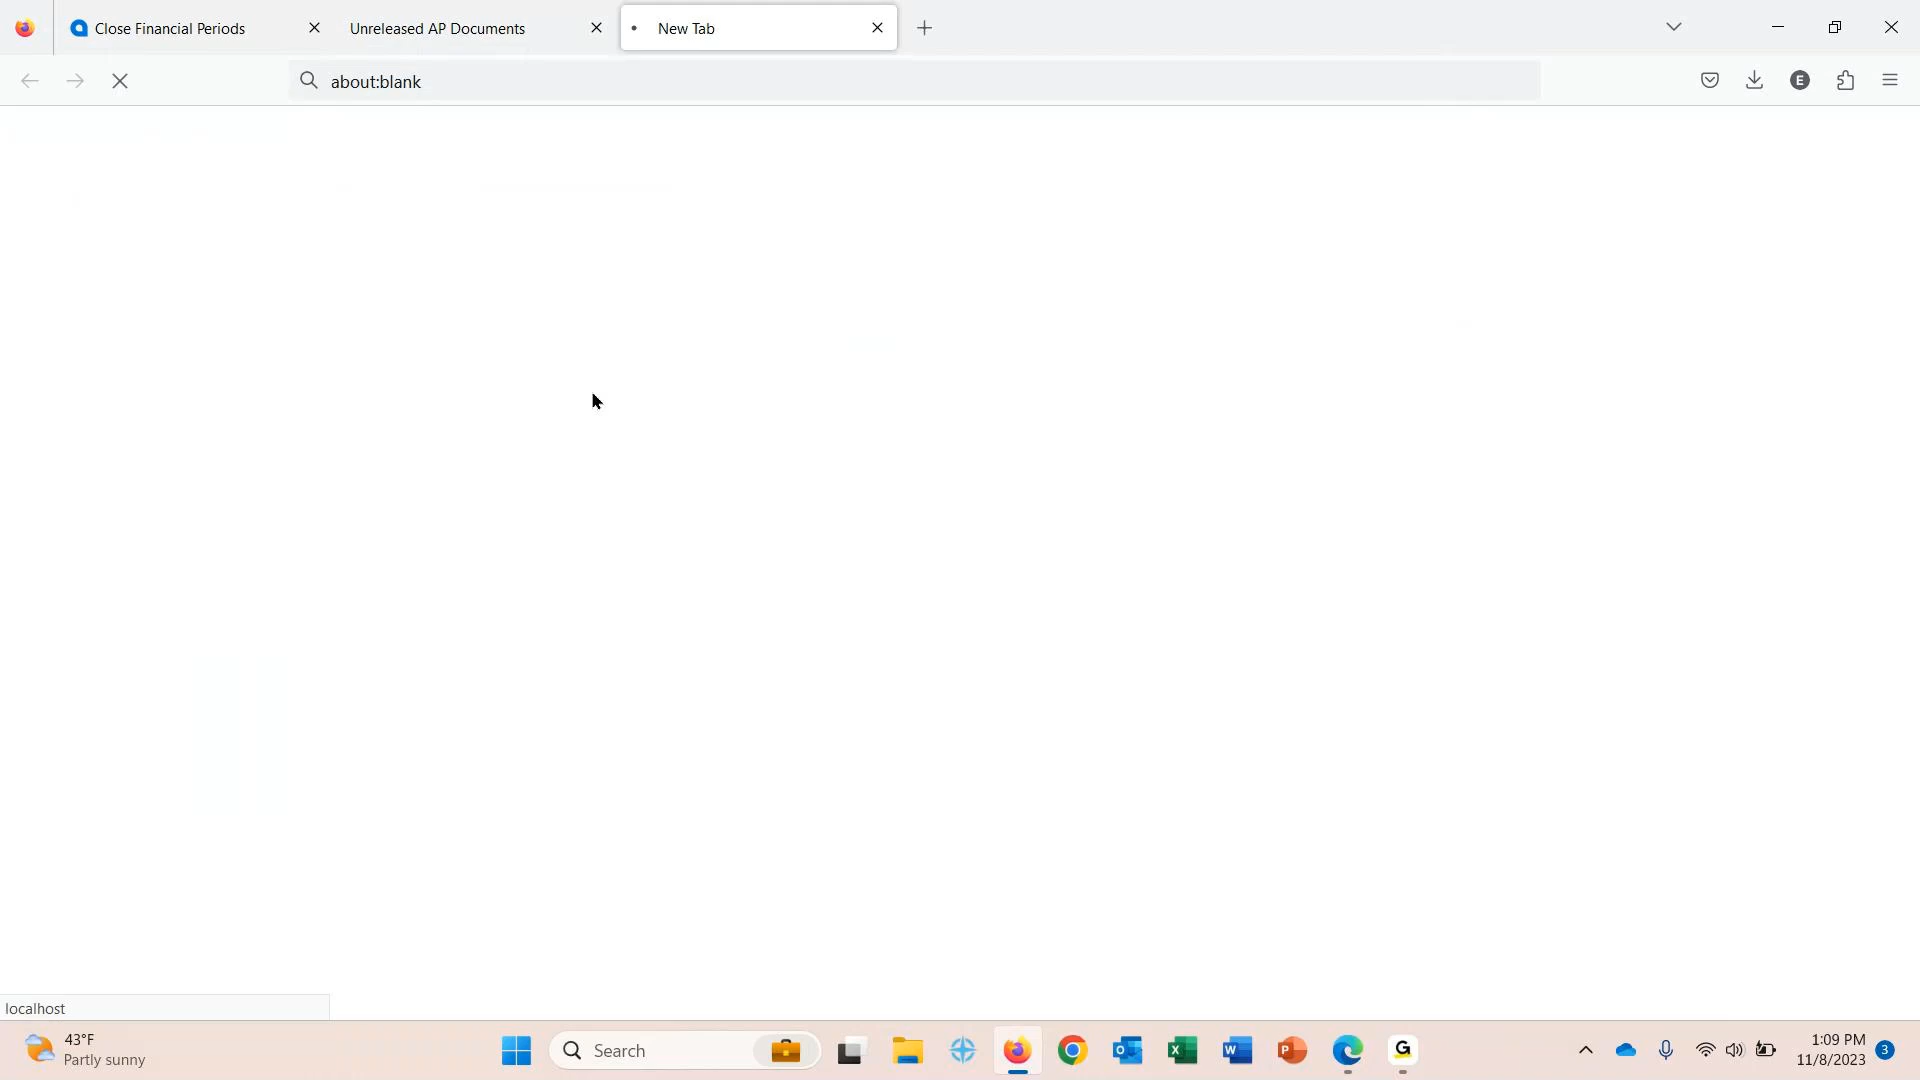 Close Financial Periods
Unreleased AP Documents
New Tab
about:blank
E
localhost
43°F
Partly sunny
Search
1:09 PM
11/8/2023
3